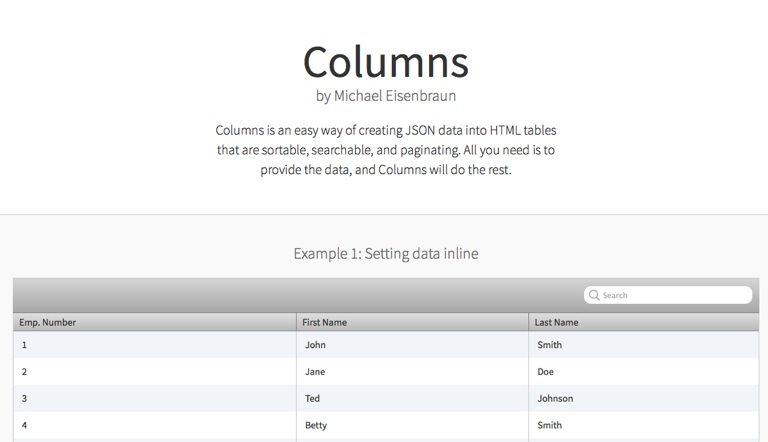 Columns
by Michael Eisenbraun
Columns is an easy way of creating JSON data into HTML tables
that are sortable, searchable, and paginating. All you need is to
provide the data, and Columns will do the rest.
Example 1: Setting data inline
Search
Emp. Number First Name Last Name
1 John Smith
2 Jane Doe
3 Ted Johnson
4 Betty Smith